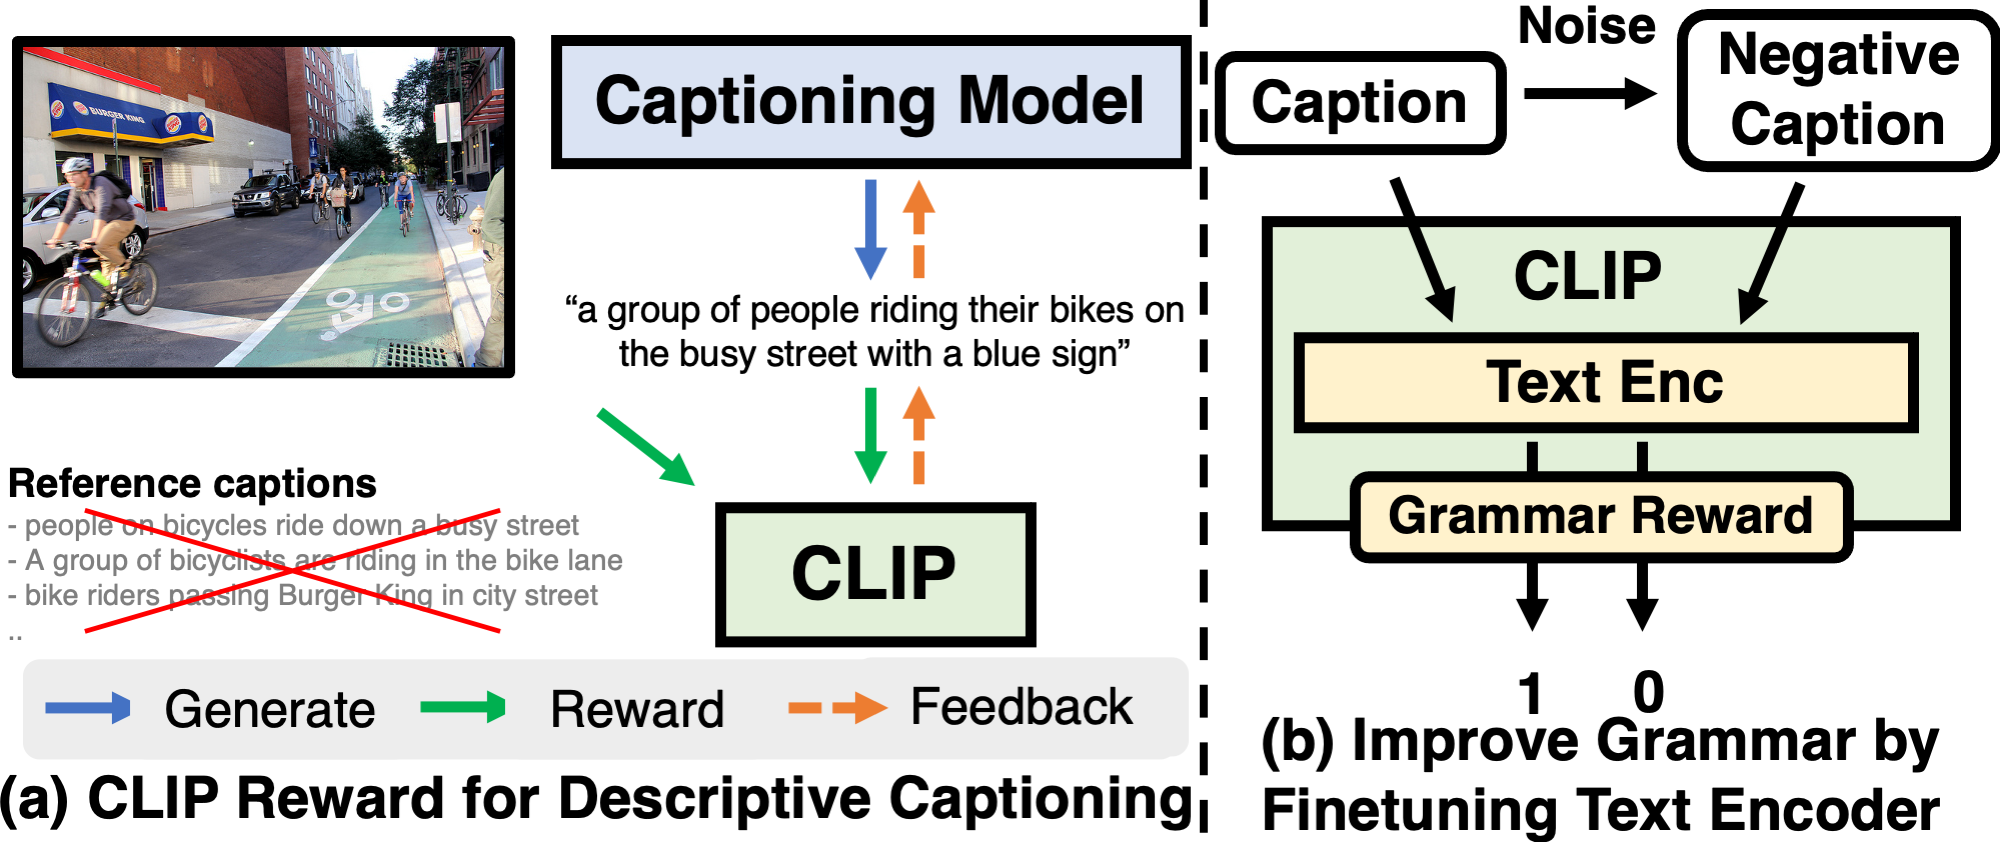 BURGER KING
Captioning Model
“a group of people riding their bikes on
the busy street with a blue sign”
Reference captions
- people on bicycles ride down a busy street
- A group of bicyclists are riding in the bike lane
- bike riders passing Burger King in city street
..
CLIP
Generate
Reward
Feedback
(a) CLIP Reward for Descriptive Captioning
Caption
Noise
Negative
Caption
CLIP
Text Enc
Grammar Reward
1
0
(b) Improve Grammar by
Finetuning Text Encoder